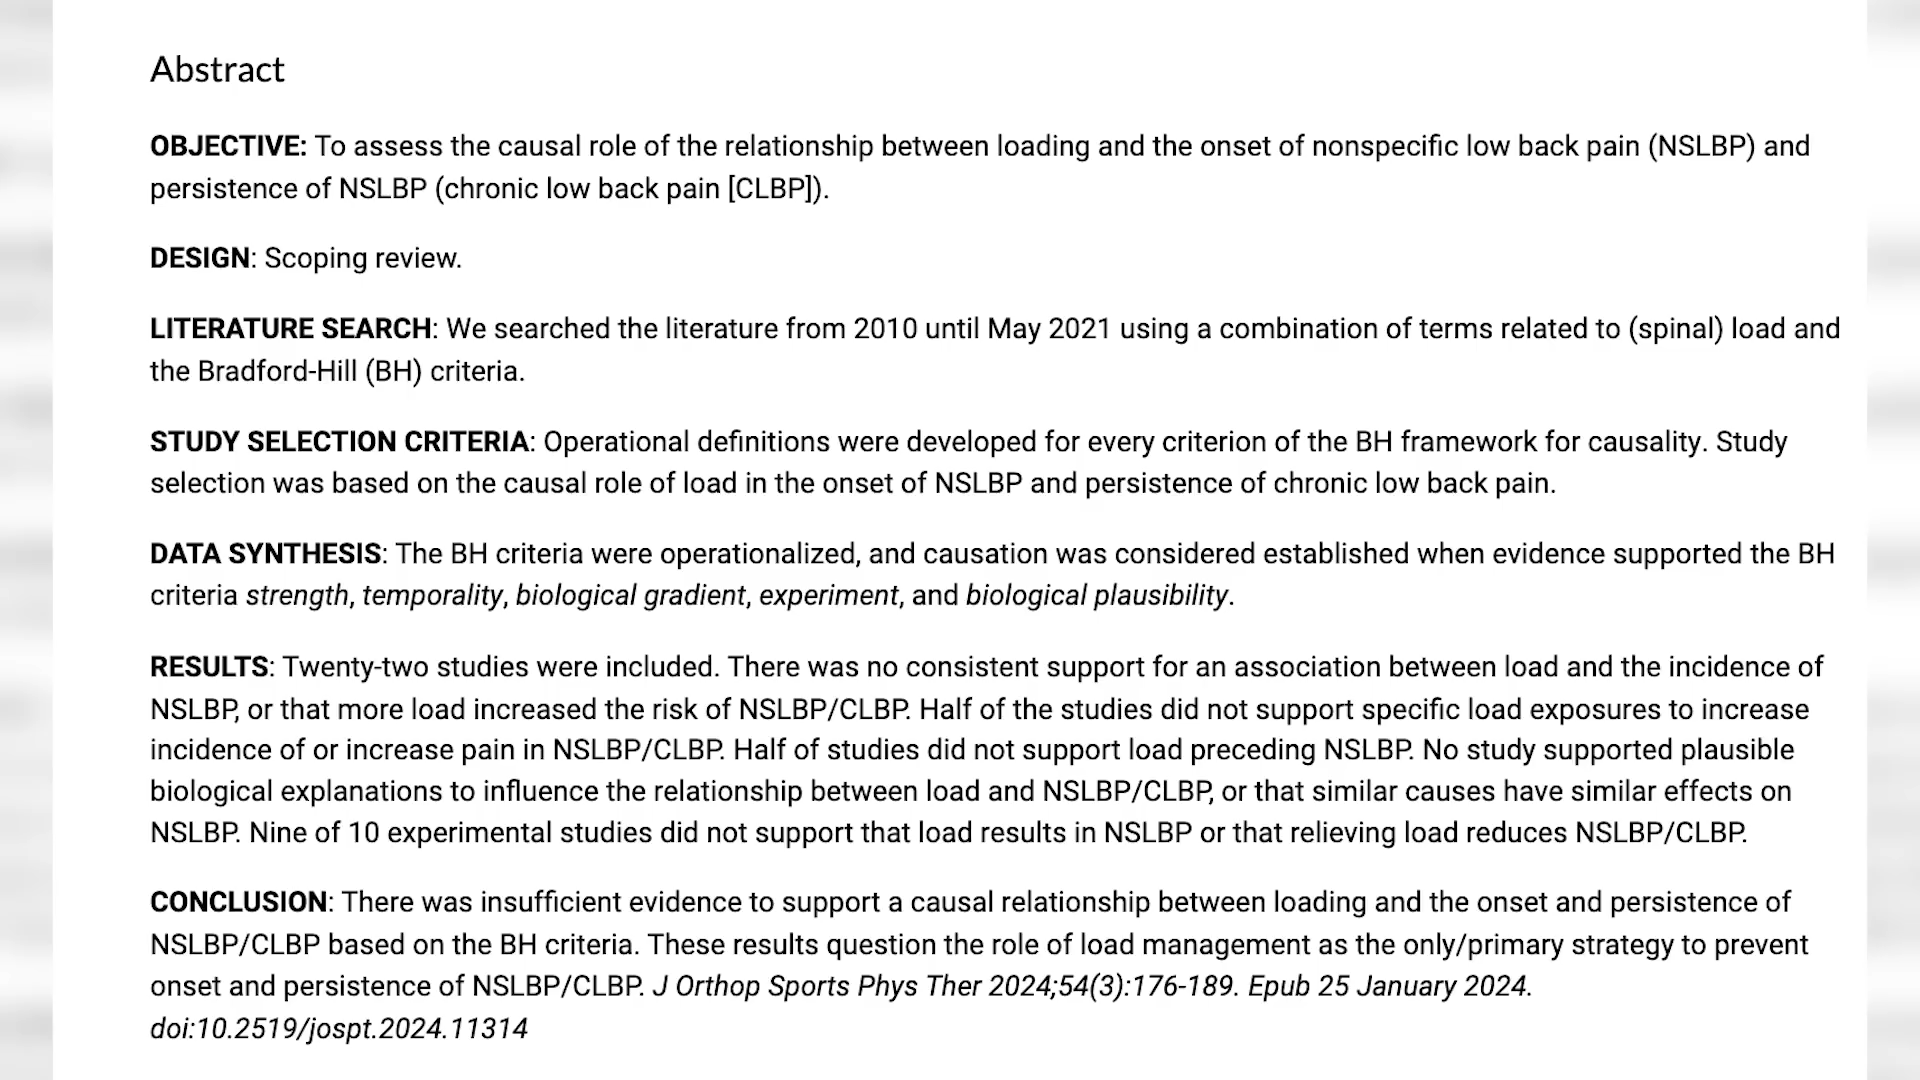 Abstract
OBJECTIVE: To assess the causal role of the relationship between loading and the onset of nonspecific low back pain (NSLBP) and
persistence of NSLBP (chronic low back pain [CLBP]).
DESIGN: Scoping review.
LITERATURE SEARCH: We searched the literature from 2010 until May 2021 using a combination of terms related to (spinal) load and
the Bradford-Hill (BH) criteria.
STUDY SELECTION CRITERIA: Operational definitions were developed for every criterion of the BH framework for causality. Study
selection was based on the causal role of load in the onset of NSLBP and persistence of chronic low back pain.
DATA SYNTHESIS: The BH criteria were operationalized, and causation was considered established when evidence supported the BH
criteria strength, temporality, biological gradient, experiment, and biological plausibility.
RESULTS: Twenty-two studies were included. There was no consistent support for an association between load and the incidence of
NSLBP, or that more load increased the risk of NSLBP/CLBP. Half of the studies did not support specific load exposures to increase
incidence of or increase pain in NSLBP/CLBP. Half of studies did not support load preceding NSLBP. No study supported plausible
biological explanations to influence the relationship between load and NSLBP/CLBP, or that similar causes have similar effects on
NSLBP. Nine of 10 experimental studies did not support that load results in NSLBP or that relieving load reduces NSLBP/CLBP.
CONCLUSION: There was insufficient evidence to support a causal relationship between loading and the onset and persistence of
NSLBP/CLBP based on the BH criteria. These results question the role of load management as the only/primary strategy to prevent
onset and persistence of NSLBP/CLBP. J Orthop Sports Phys Ther 2024;54(3):176-189. Epub 25 January 2024.
doi:10.2519/jospt.2024.11314